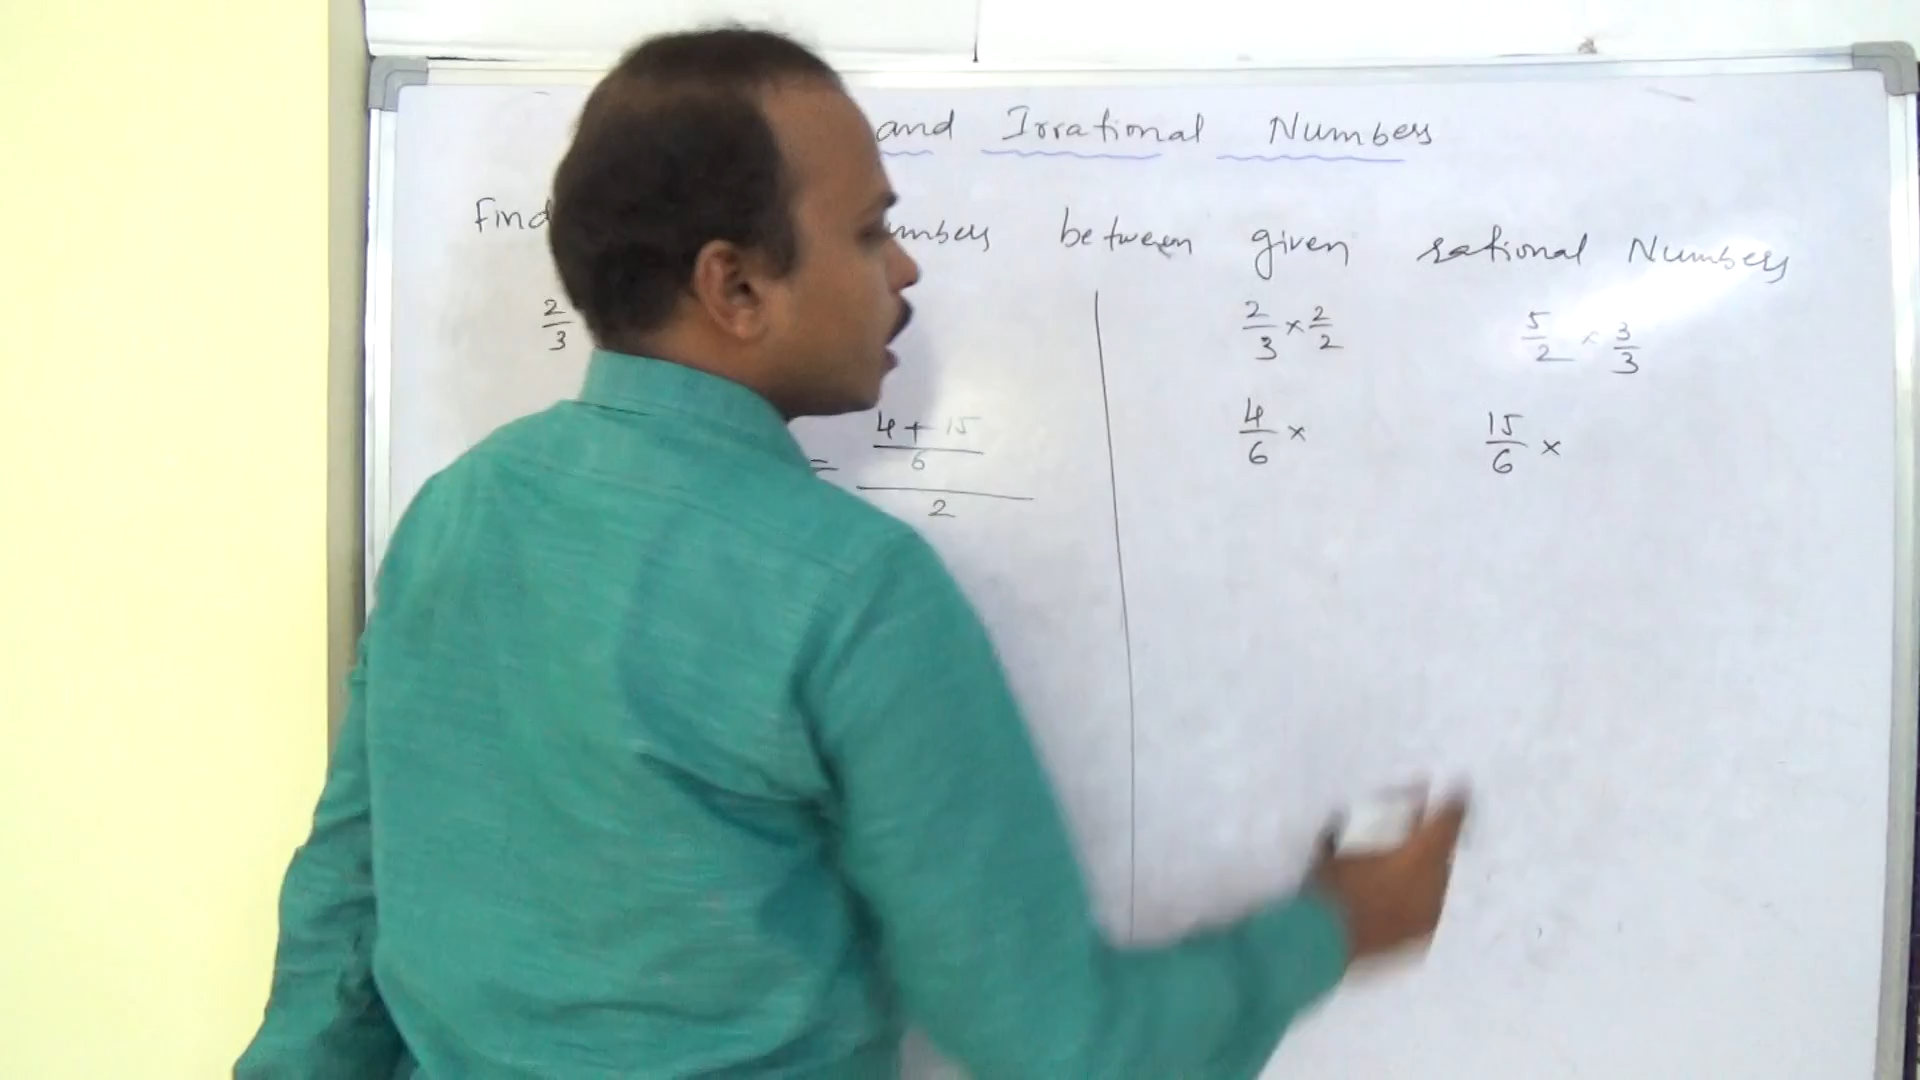 and Irrational Numbers
Find umbers between given rational Numbers
2/3
= ((4 + 15)/6)/2
2/3 × 2/2 5/2 × 3/3
4/6 × 15/6 ×